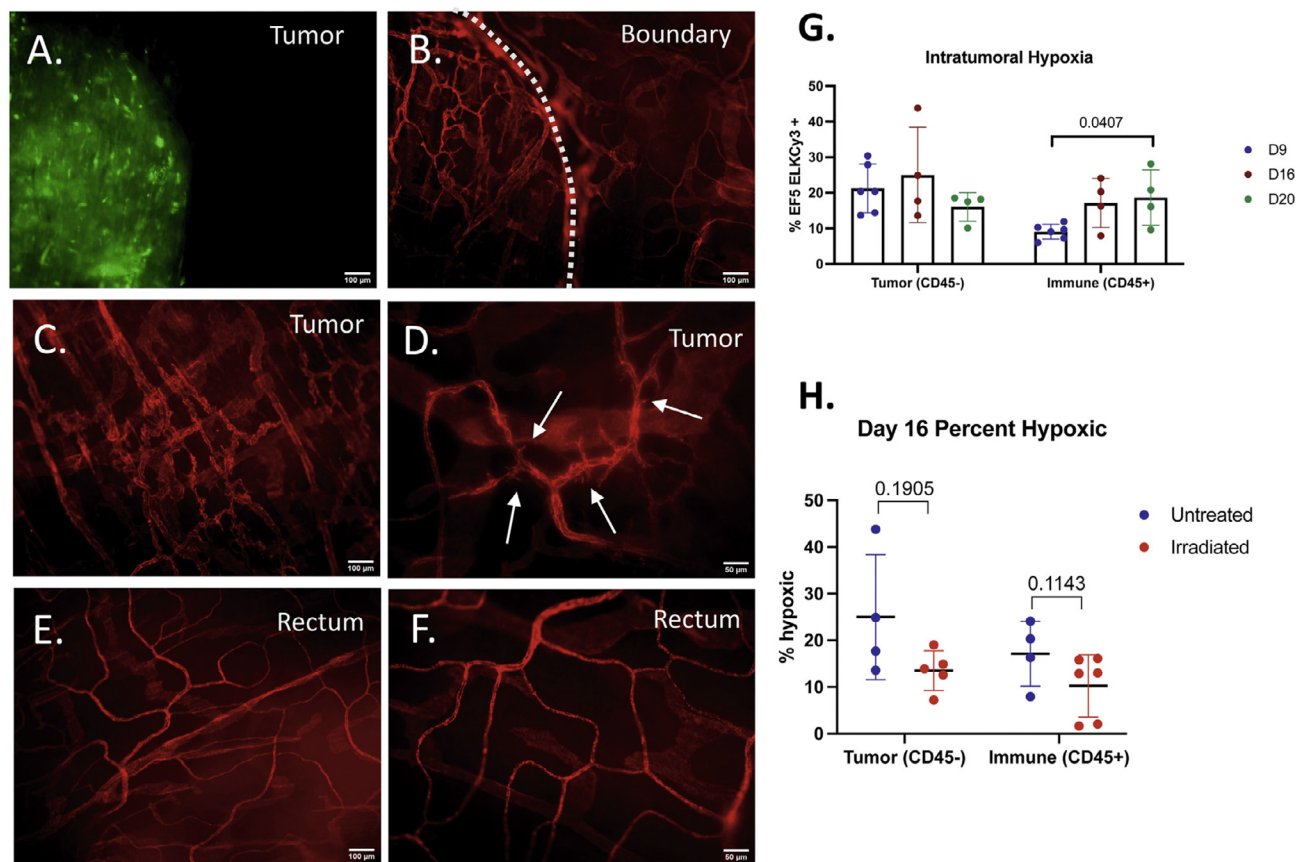 A.
Tumor
100 µm
B.
Boundary
100 µm
C.
Tumor
100 µm
D.
Tumor
50 µm
E.
Rectum
100 µm
F.
Rectum
50 µm
G.
Intratumoral Hypoxia
% EF5 ELKCy3 +
50
40
30
20
10
0
0.0407
Tumor (CD45-)
Immune (CD45+)
D9
D16
D20
H.
Day 16 Percent Hypoxic
% hypoxic
50
40
30
20
10
0
0.1905
0.1143
Tumor (CD45-)
Immune (CD45+)
Untreated
Irradiated